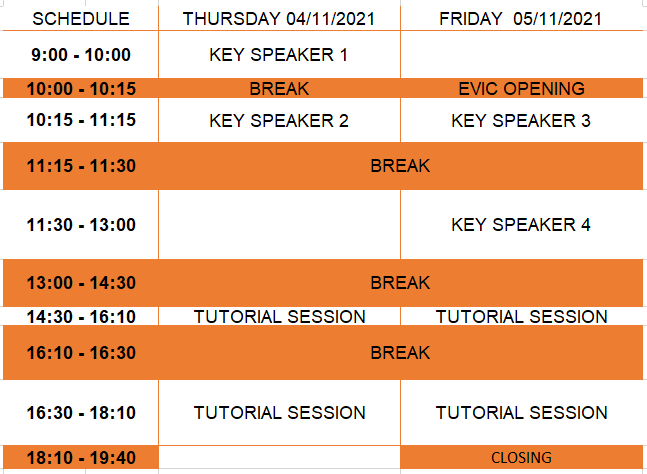 SCHEDULE THURSDAY 04/11/2021 FRIDAY 05/11/2021
9:00 - 10:00 KEY SPEAKER 1
10:00 - 10:15 BREAK EVIC OPENING
10:15 - 11:15 KEY SPEAKER 2 KEY SPEAKER 3
11:15 - 11:30 BREAK
11:30 - 13:00 KEY SPEAKER 4
13:00 - 14:30 BREAK
14:30 - 16:10 TUTORIAL SESSION TUTORIAL SESSION
16:10 - 16:30 BREAK
16:30 - 18:10 TUTORIAL SESSION TUTORIAL SESSION
18:10 - 19:40 CLOSING